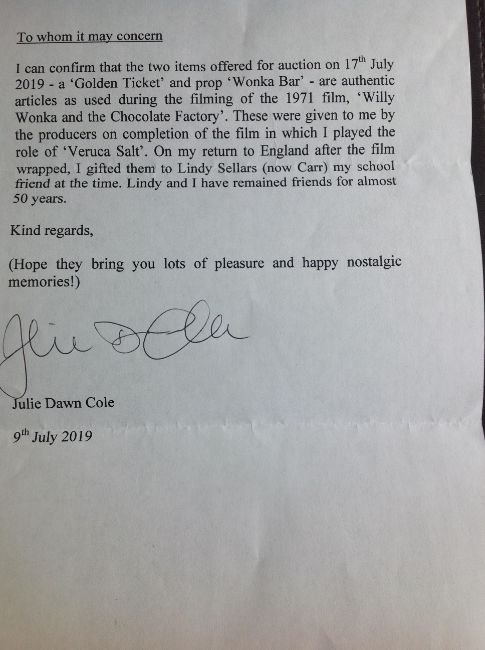 To whom it may concern
I can confirm that the two items offered for auction on 17th July
2019 - a ‘Golden Ticket’ and prop ‘Wonka Bar’ - are authentic
articles as used during the filming of the 1971 film, ‘Willy
Wonka and the Chocolate Factory’. These were given to me by
the producers on completion of the film in which I played the
role of ‘Veruca Salt’. On my return to England after the film
wrapped, I gifted them to Lindy Sellars (now Carr) my school
friend at the time. Lindy and I have remained friends for almost
50 years.
Kind regards,
(Hope they bring you lots of pleasure and happy nostalgic
memories!)
Julie D Cole
Julie Dawn Cole
9th July 2019